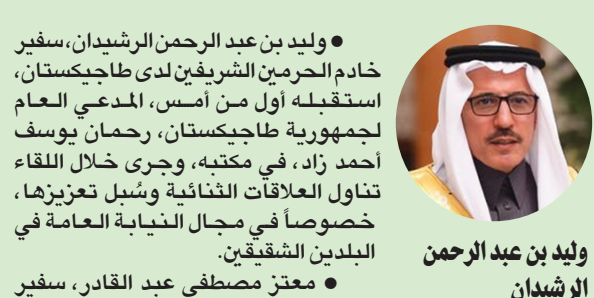 ● وليد بن عبد الرحمن الرشيدان، سفير
خادم الحرمين الشريفين لدى طاجيكستان،
استقبله أول من أمس، المدعي العام
لجمهورية طاجيكستان، رحمان يوسف
أحمد زاد، في مكتبه، وجرى خلال اللقاء
تناول العلاقات الثنائية وسُبل تعزيزها،
خصوصاً في مجال النيابة العامة في
البلدين الشقيقين.
● معتز مصطفى عبد القادر، سفير
وليد بن عبد الرحمن
الرشيدان